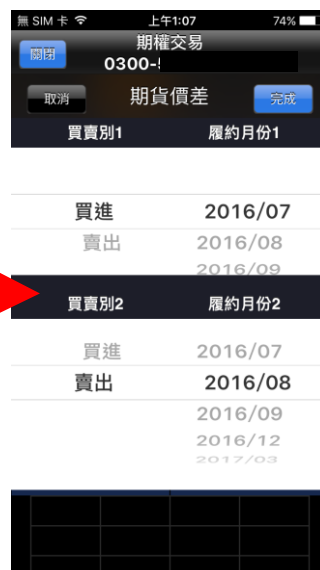 無 SIM 卡 上午1:07 74%
期權交易
關閉
0300-
取消 期貨價差 完成
買賣別1 履約月份1
買進 2016/07
賣出 2016/08
2016/09
買賣別2 履約月份2
買進 2016/07
賣出 2016/08
2016/09
2016/12
2017/03